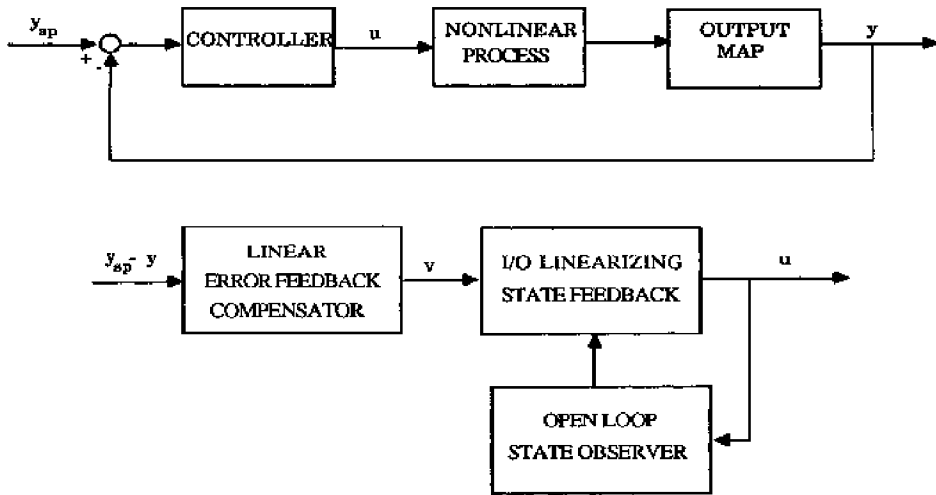 y_sp
+ -
CONTROLLER
u
NONLINEAR
PROCESS
OUTPUT
MAP
y
y_sp - y
LINEAR
ERROR FEEDBACK
COMPENSATOR
v
I/O LINEARIZING
STATE FEEDBACK
u
OPEN LOOP
STATE OBSERVER